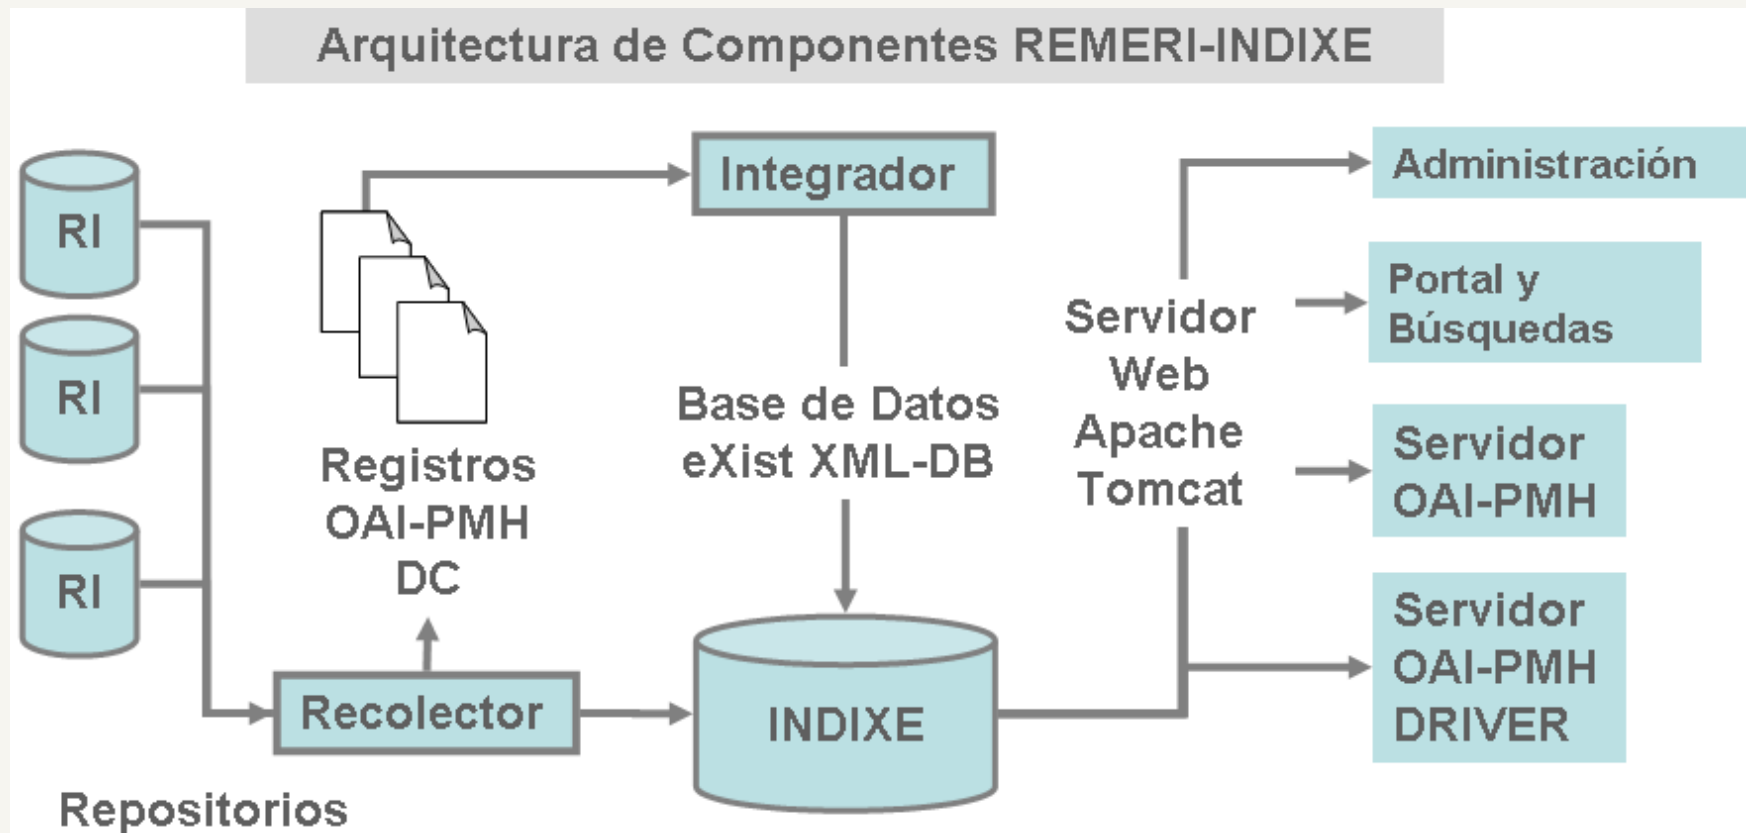 Arquitectura de Componentes REMERI-INDIXE
RI
RI
RI
Repositorios
Recolector
Registros
OAI-PMH
DC
Integrador
Base de Datos
eXist XML-DB
INDIXE
Servidor
Web
Apache
Tomcat
Administración
Portal y
Búsquedas
Servidor
OAI-PMH
Servidor
OAI-PMH
DRIVER